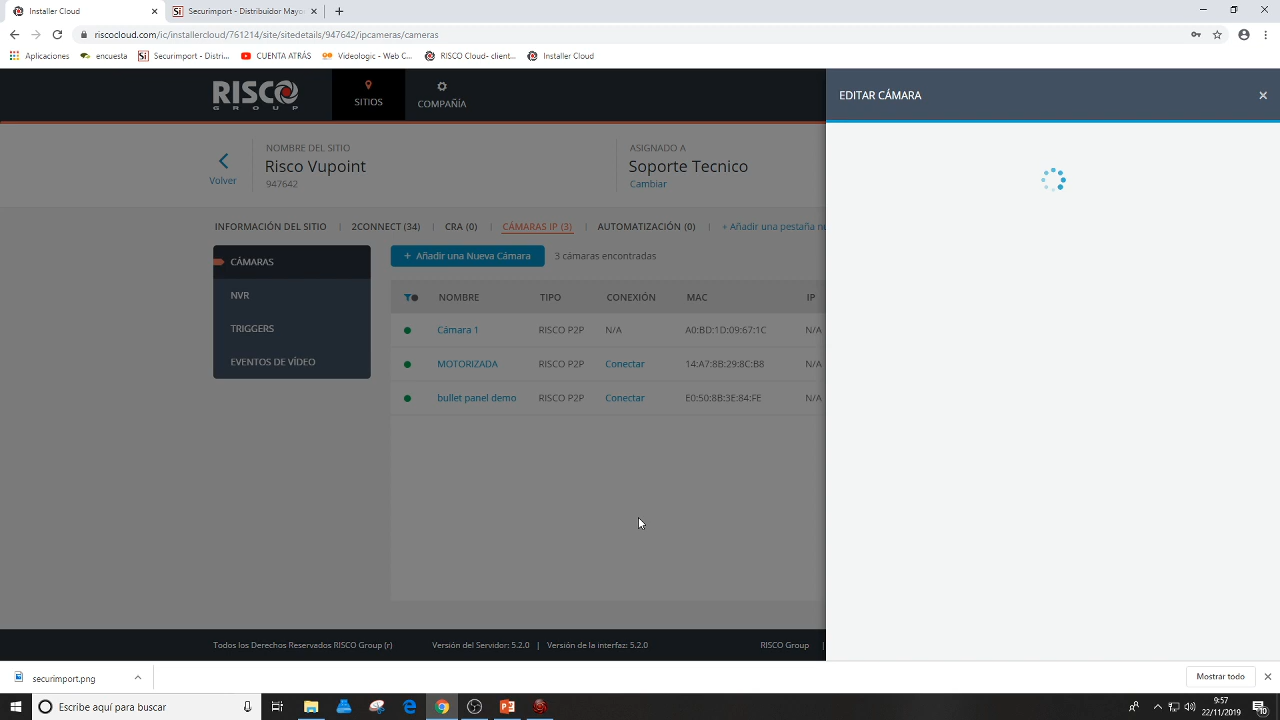 Installer Cloud
Securimport - Distribuidor Mayo
riscocloud.com/ic/installercloud/761214/site/sitedetails/947642/ipcameras/cameras
Aplicaciones
encuesta
Securimport - Distri...
CUENTA ATRÁS
Videologic - Web C...
RISCO Cloud- client...
Installer Cloud
RISCO
GROUP
SITIOS
COMPAÑÍA
EDITAR CÁMARA
Volver
NOMBRE DEL SITIO
Risco Vupoint
947642
ASIGNADO A
Soporte Tecnico
Cambiar
INFORMACIÓN DEL SITIO | 2CONNECT (34) | CRA (0) | CÁMARAS IP (3) | AUTOMATIZACIÓN (0) | + Añadir una pestaña nu
CÁMARAS
NVR
TRIGGERS
EVENTOS DE VÍDEO
+ Añadir una Nueva Cámara
3 cámaras encontradas
NOMBRE TIPO CONEXIÓN MAC IP
Cámara 1 RISCO P2P N/A A0:BD:1D:09:67:1C N/A
MOTORIZADA RISCO P2P Conectar 14:A7:8B:29:8C:B8 N/A
bullet panel demo RISCO P2P Conectar E0:50:8B:3E:84:FE N/A
Todos los Derechos Reservados RISCO Group (r) Versión del Servidor: 5.2.0 | Versión de la interfaz: 5.2.0 RISCO Group |
securimport.png
Mostrar todo
Escribe aquí para buscar
9:57
22/11/2019